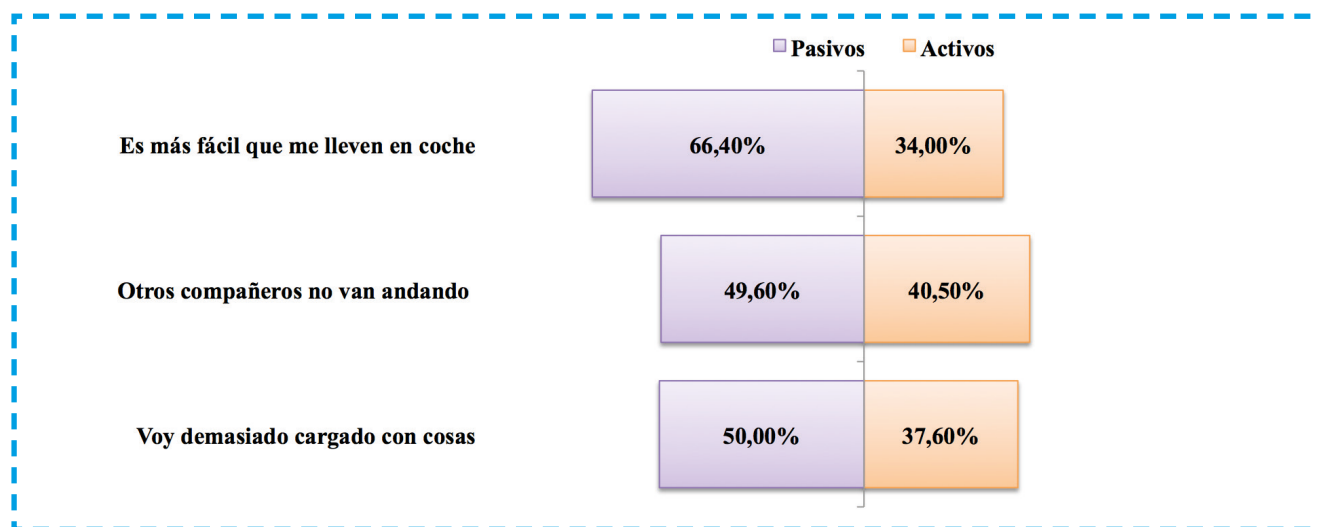 Pasivos Activos
Es más fácil que me lleven en coche 66,40% 34,00%
Otros compañeros no van andando 49,60% 40,50%
Voy demasiado cargado con cosas 50,00% 37,60%